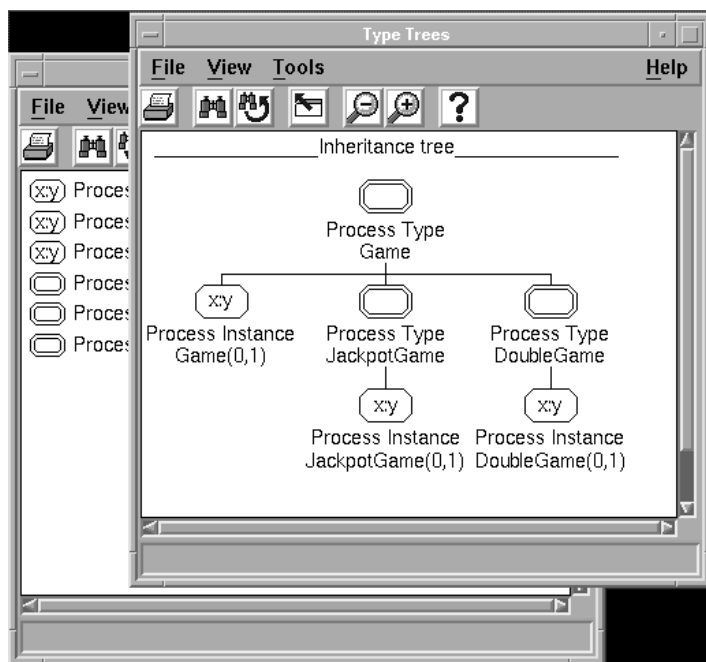 Type Trees
File View Tools Help
Inheritance tree
Process Type
Game
x:y
Process Instance
Game(0,1)
Process Type
JackpotGame
Process Type
DoubleGame
x:y
Process Instance
JackpotGame(0,1)
x:y
Process Instance
DoubleGame(0,1)
File View
x:y Proces
x:y Proces
x:y Proces
Proces
Proces
Proces